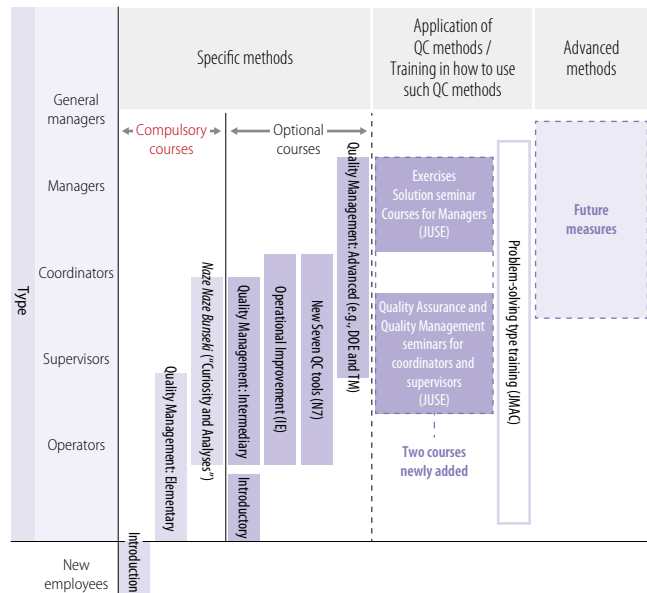 Specific methods
Application of
QC methods /
Training in how to use
such QC methods
Advanced
methods
Type
General
managers
Managers
Coordinators
Supervisors
Operators
New
employees
Compulsory
courses
Optional
courses
Introduction
Quality Management: Elementary
Naze Naze Bunseki ("Curiosity and Analyses")
Quality Management: Intermediary
Introductory
Operational Improvement (IE)
New Seven QC tools (N7)
Quality Management: Advanced (e.g., DOE and TM)
Exercises
Solution seminar
Courses for Managers
(JUSE)
Quality Assurance and
Quality Management
seminars for
coordinators and
supervisors
(JUSE)
Two courses
newly added
Problem-solving type training (JMAC)
Future
measures